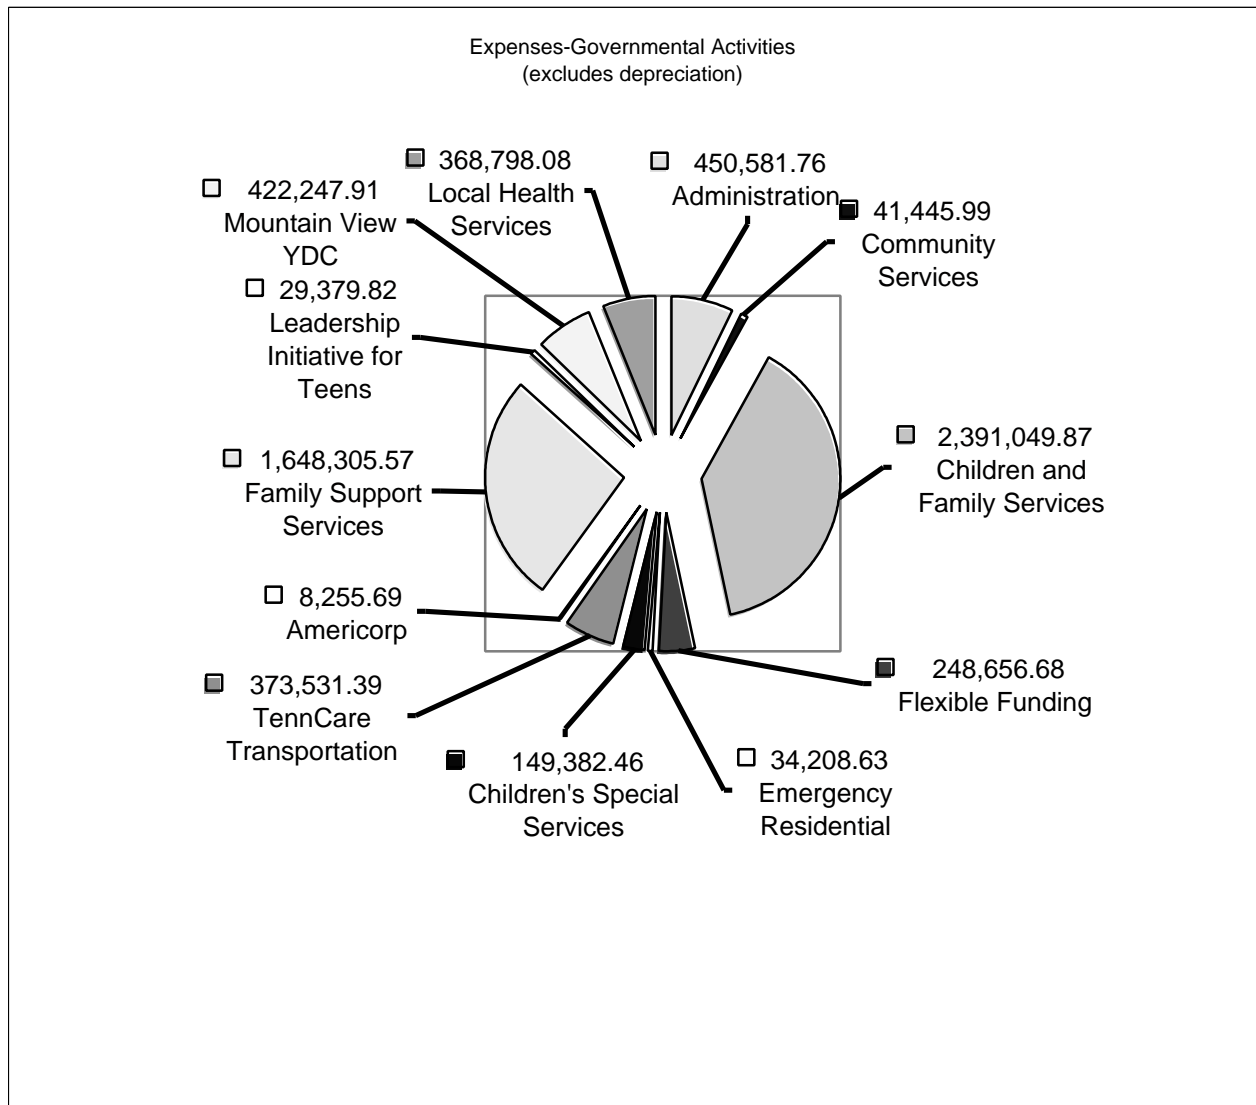 Expenses-Governmental Activities
(excludes depreciation)
368,798.08
Local Health
Services
450,581.76
Administration
422,247.91
Mountain View
YDC
41,445.99
Community
Services
29,379.82
Leadership
Initiative for
Teens
2,391,049.87
Children and
Family Services
1,648,305.57
Family Support
Services
8,255.69
Americorp
248,656.68
Flexible Funding
373,531.39
TennCare
Transportation
149,382.46
Children's Special
Services
34,208.63
Emergency
Residential